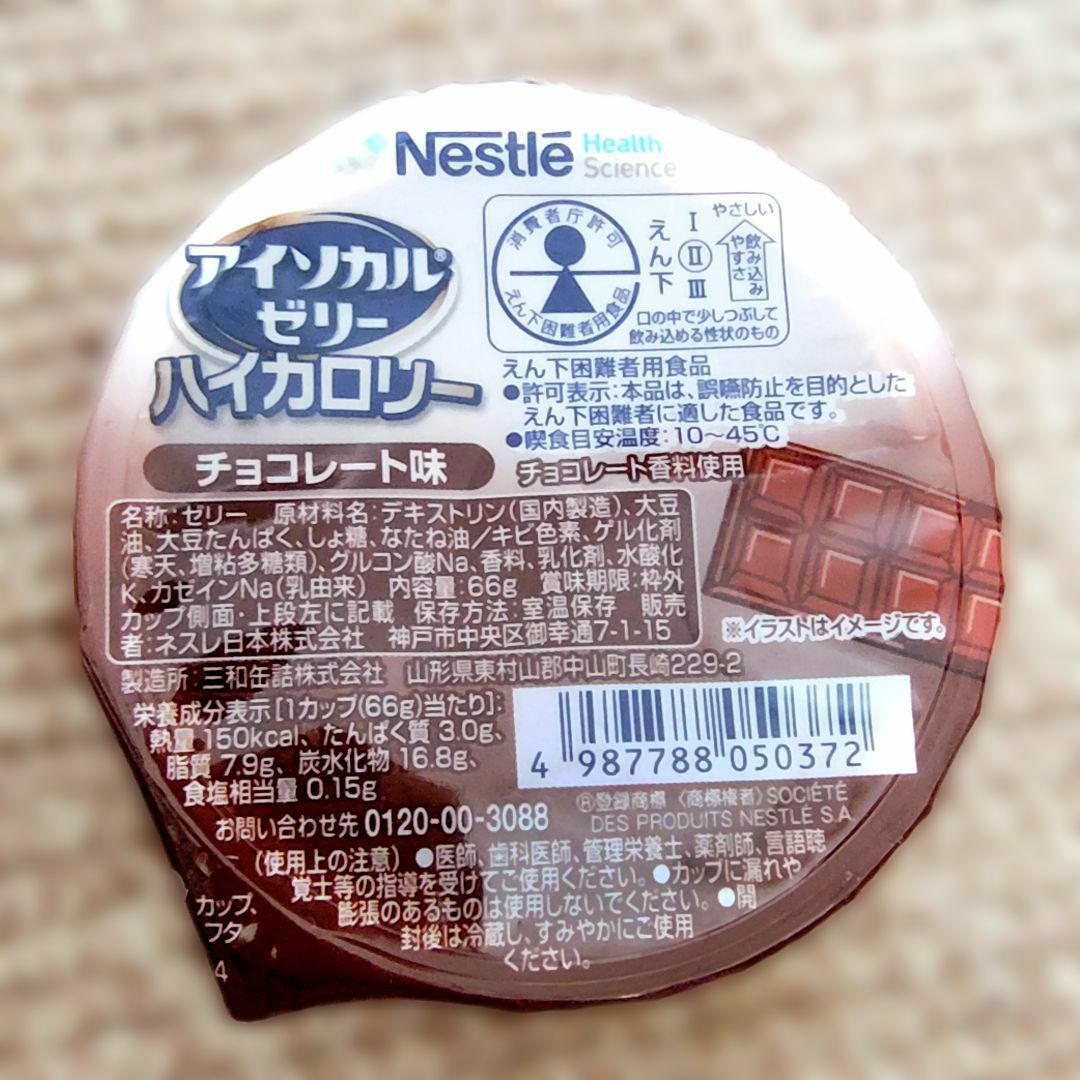 Nestlé Health Science
アイソカル®
ゼリー
ハイカロリー
チョコレート味
消費者庁許可
えん下困難者用食品
えん下
I
II
III
やさしい
飲み込み
やすさ
口の中で少しつぶして
飲み込める性状のもの
えん下困難者用食品
●許可表示:本品は、誤嚥防止を目的とした
えん下困難者に適した食品です。
●喫食目安温度:10〜45℃
チョコレート香料使用
名称:ゼリー 原材料名:デキストリン(国内製造)、大豆
油、大豆たんぱく、しょ糖、なたね油/キビ色素、ゲル化剤
(寒天、増粘多糖類)、グルコン酸Na、香料、乳化剤、水酸化
K、カゼインNa(乳由来) 内容量:66g 賞味期限:枠外
カップ側面・上段左に記載 保存方法:室温保存 販売
者:ネスレ日本株式会社 神戸市中央区御幸通7-1-15
※イラストはイメージです。
製造所:三和缶詰株式会社 山形県東村山郡中山町長崎229-2
栄養成分表示[1カップ(66g)当たり]:
熱量 150kcal、たんぱく質 3.0g、
脂質 7.9g、炭水化物 16.8g、
食塩相当量 0.15g
4 987788 050372
お問い合わせ先 0120-00-3088
®登録商標〈商標権者〉SOCIÉTÉ
DES PRODUITS NESTLÉ S.A.
(使用上の注意) ●医師、歯科医師、管理栄養士、薬剤師、言語聴
覚士等の指導を受けてご使用ください。●カップに漏れや
膨張のあるものは使用しないでください。●開
封後は冷蔵し、すみやかにご使用
ください。
カップ、
フタ
4